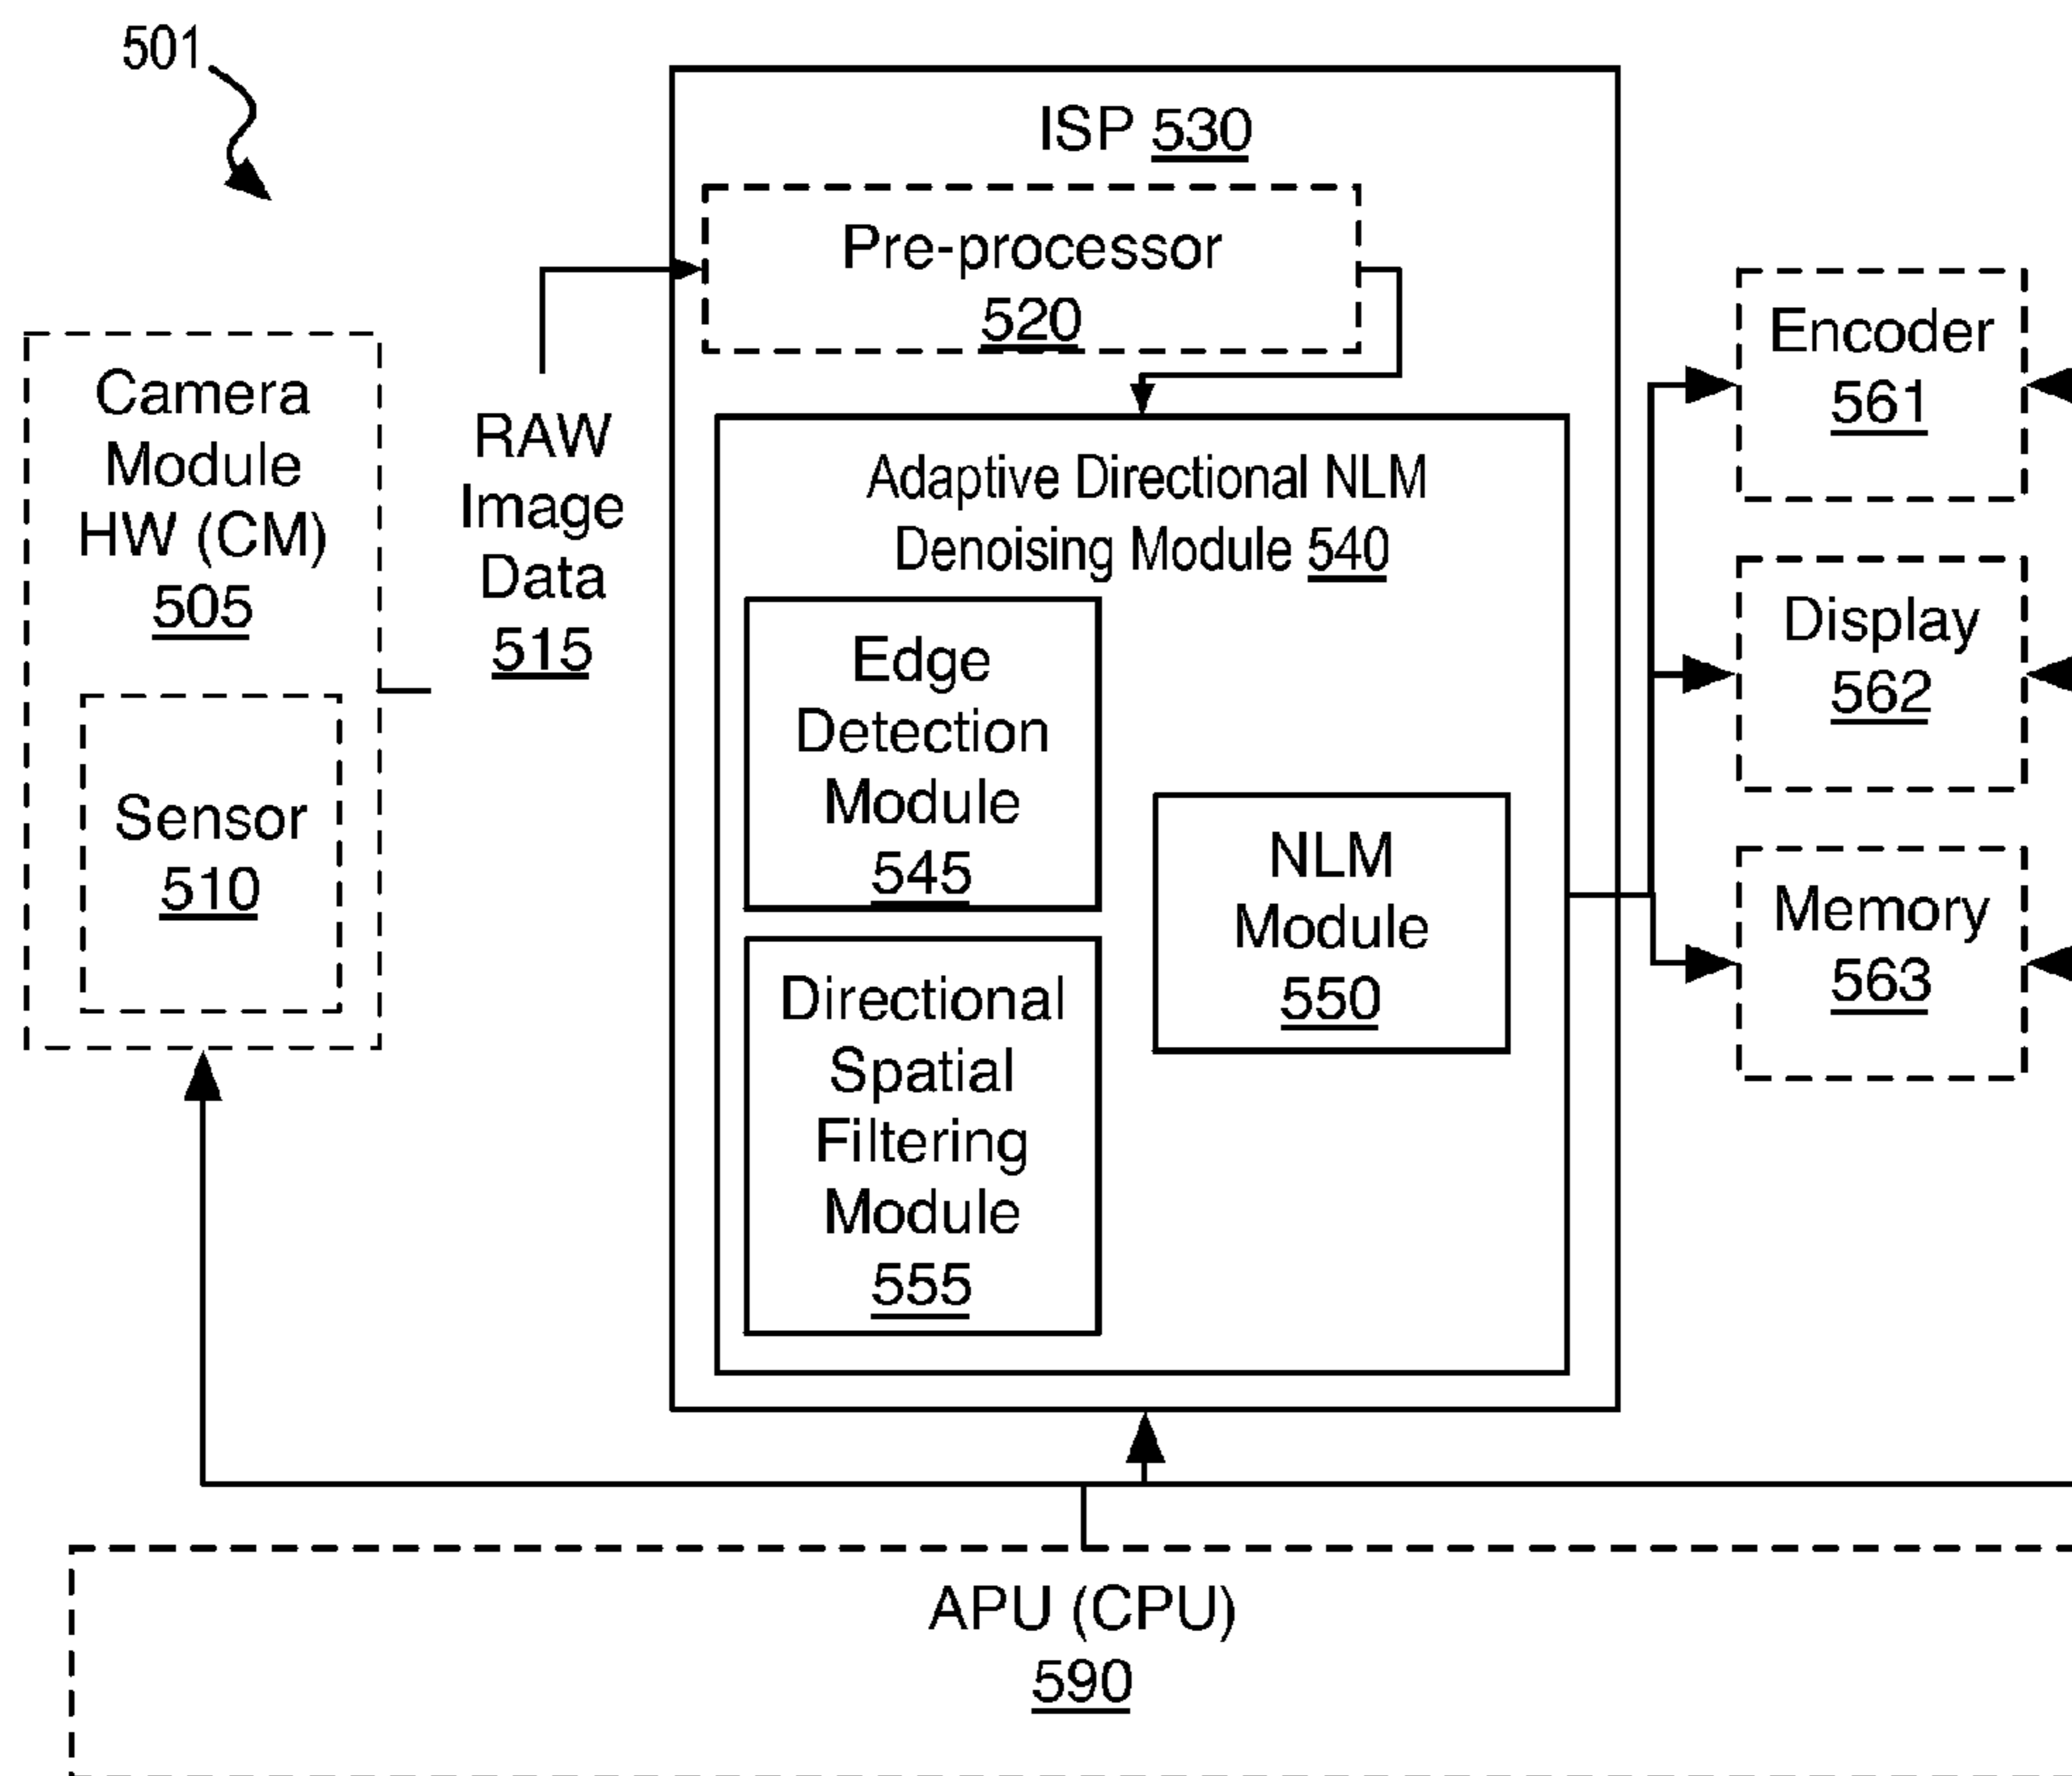 501
ISP 530
Pre-processor
520
Camera
Module
HW (CM)
505
Sensor
510
RAW
Image
Data
515
Adaptive Directional NLM
Denoising Module 540
Edge
Detection
Module
545
Directional
Spatial
Filtering
Module
555
NLM
Module
550
Encoder
561
Display
562
Memory
563
APU (CPU)
590